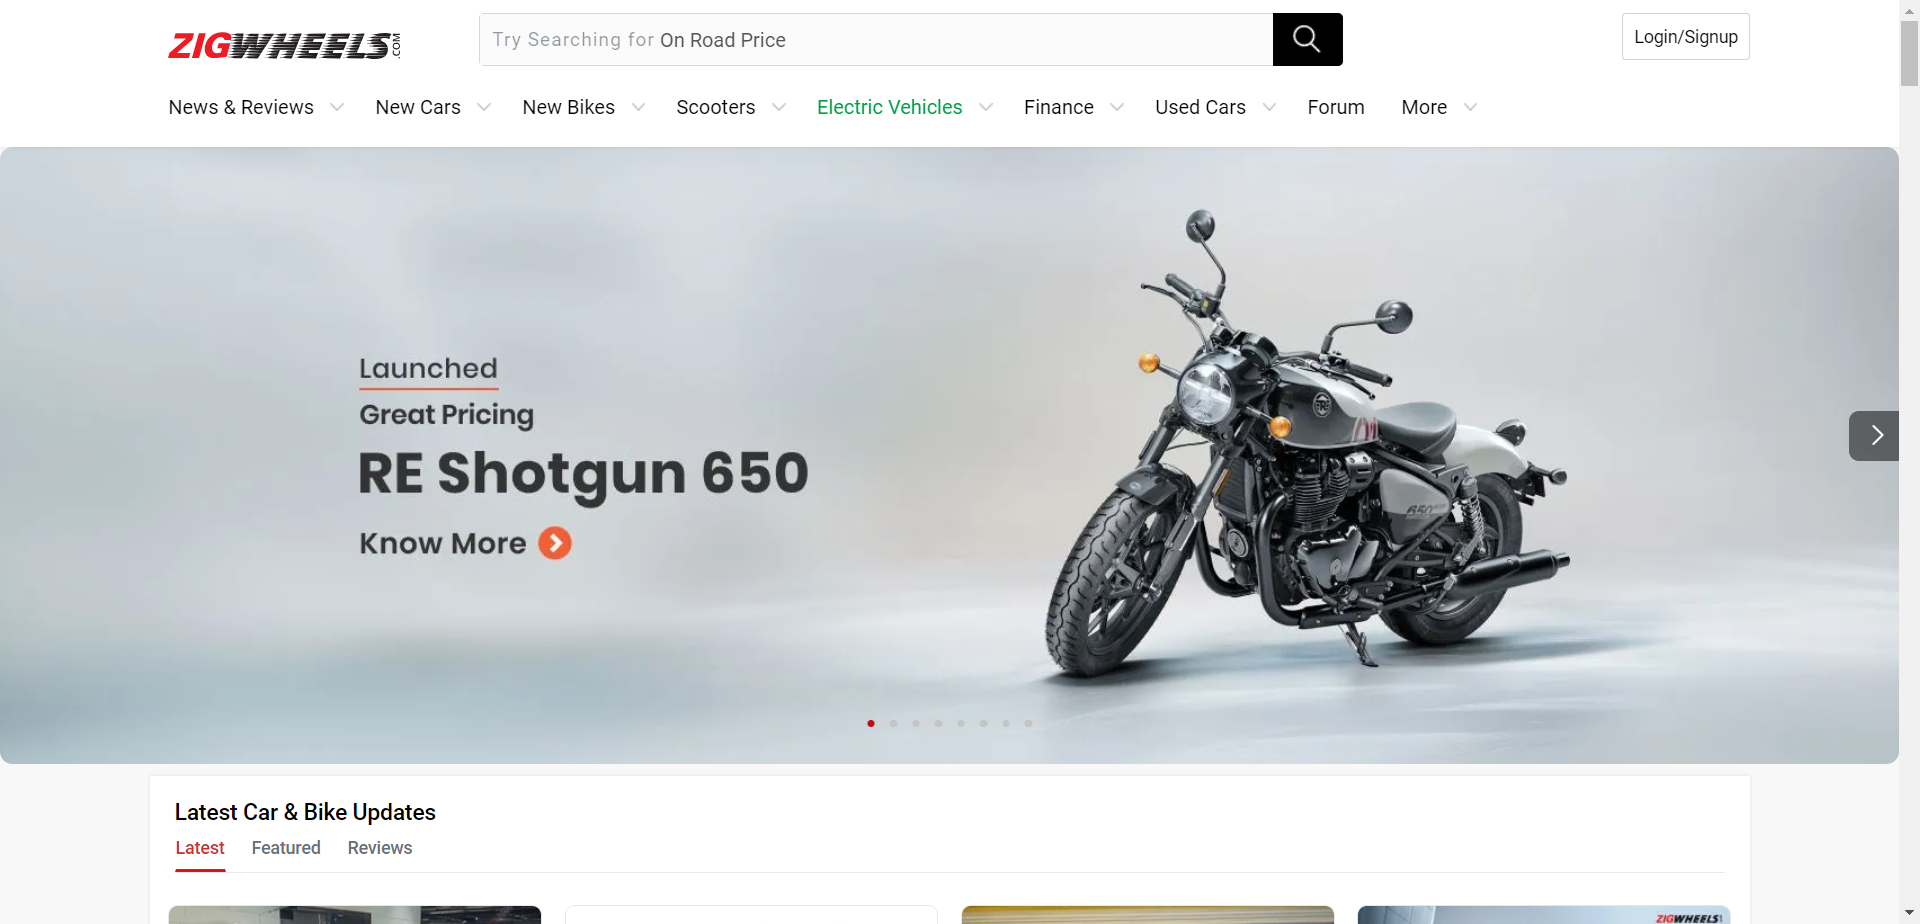 ZIGWHEELS.COM
Try Searching for On Road Price
Login/Signup
News & Reviews New Cars New Bikes Scooters Electric Vehicles Finance Used Cars Forum More
Launched
Great Pricing
RE Shotgun 650
Know More
650
Latest Car & Bike Updates
Latest Featured Reviews
ZIGWHEELS